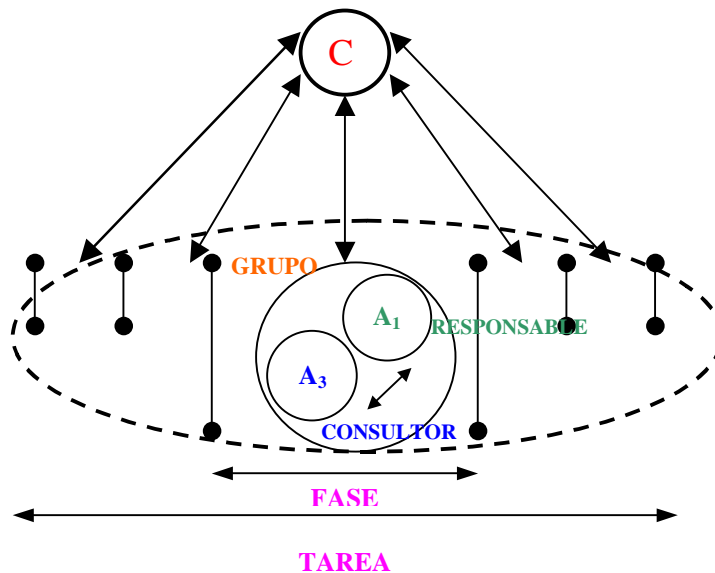 C
GRUPO
A₁
RESPONSABLE
A₃
CONSULTOR
FASE
TAREA